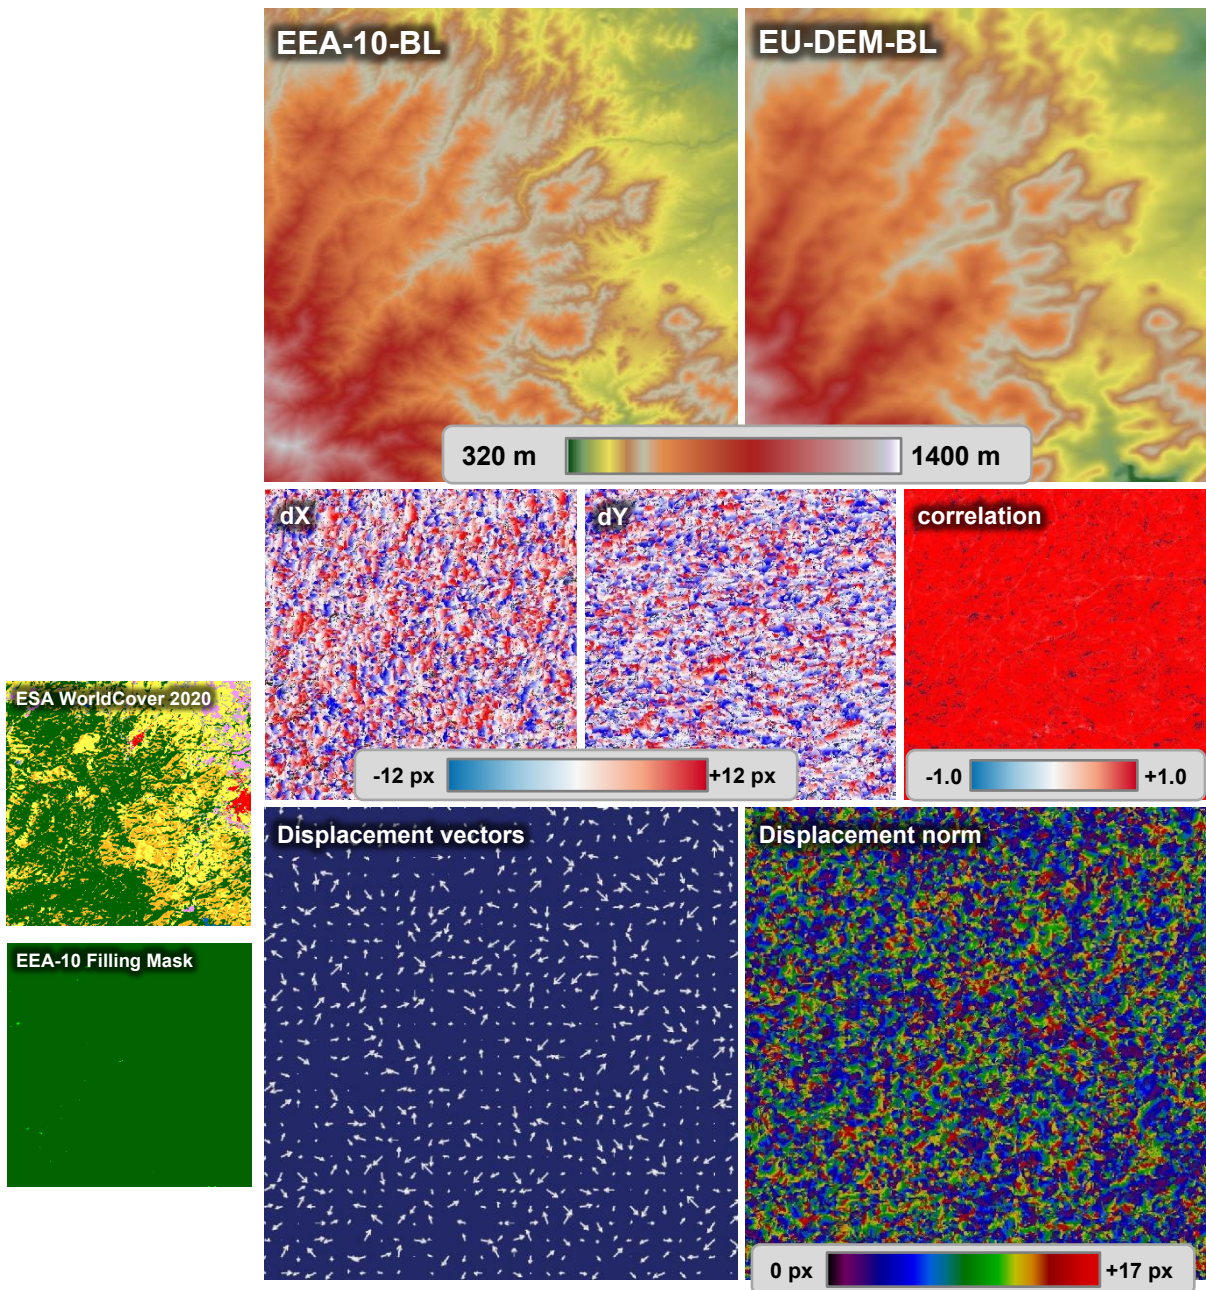 EEA-10-BL
EU-DEM-BL
320 m
1400 m
dX
dY
correlation
-12 px
+12 px
-1.0
+1.0
ESA WorldCover 2020
EEA-10 Filling Mask
Displacement vectors
Displacement norm
0 px
+17 px